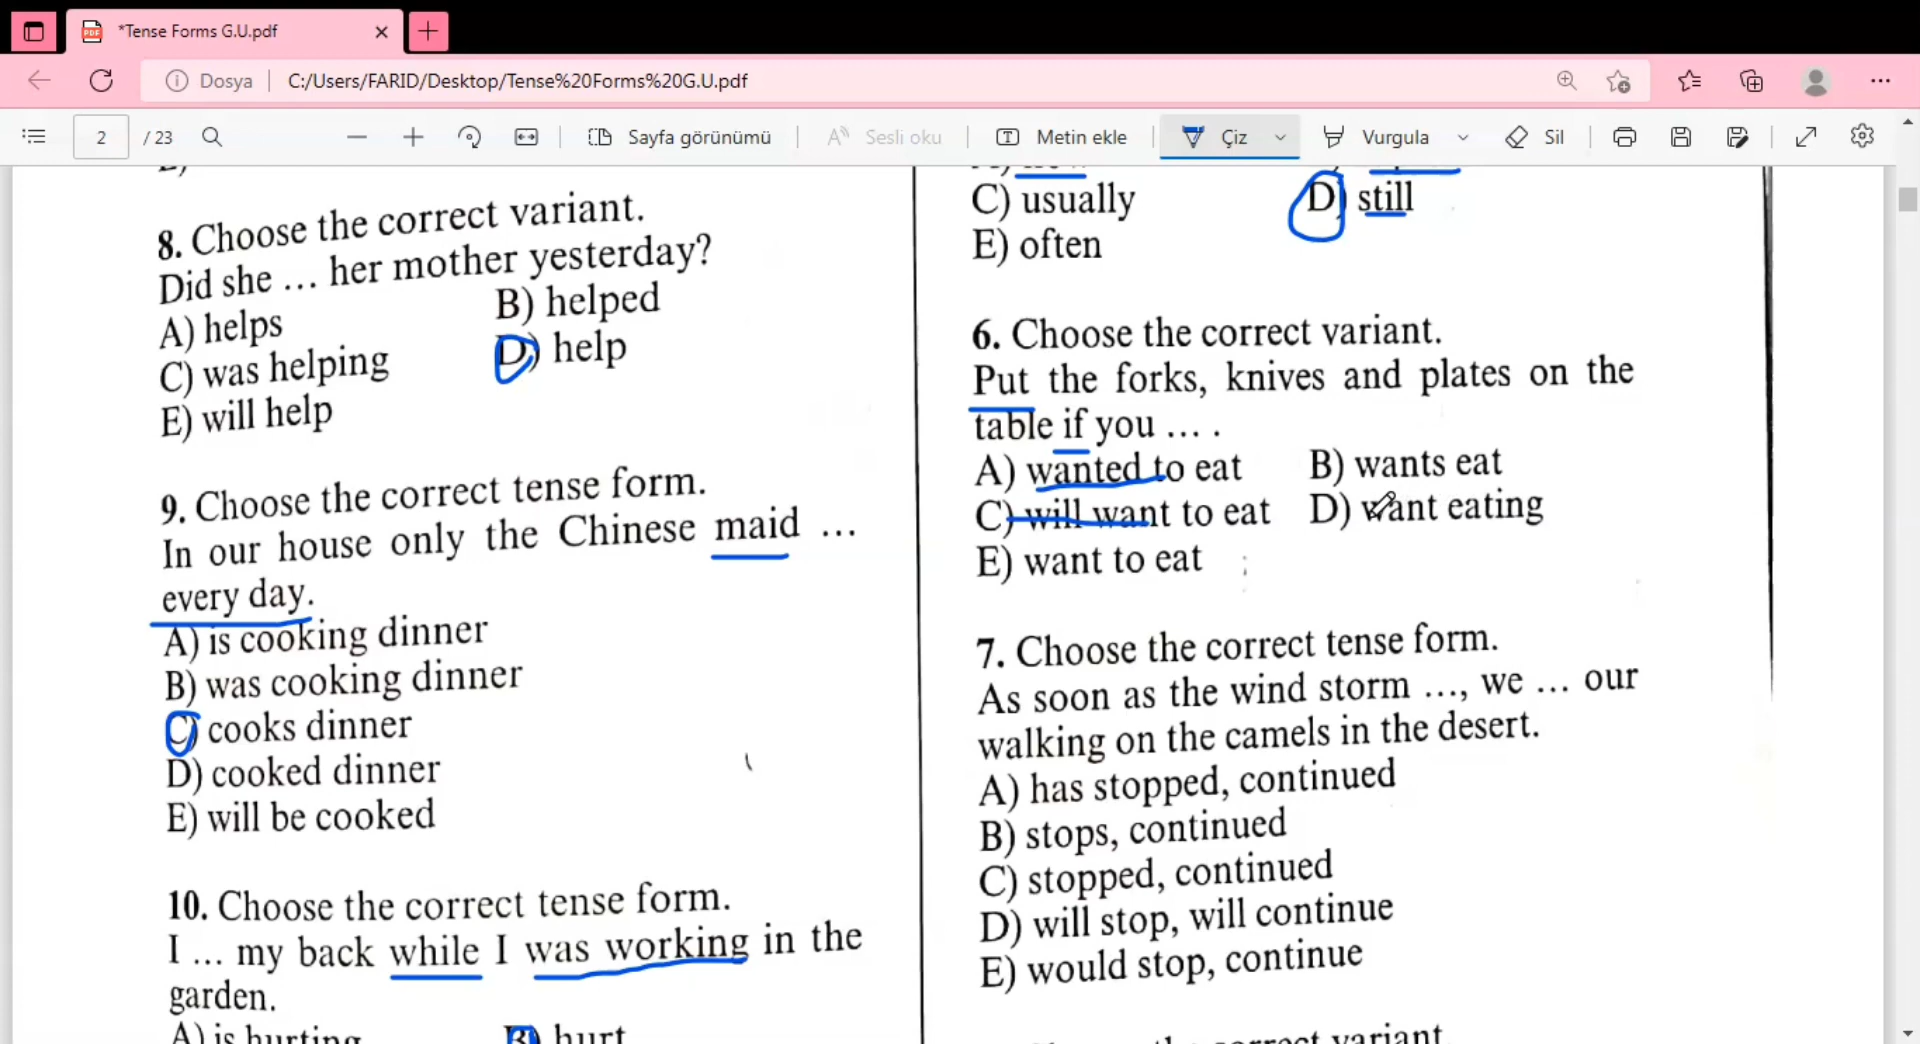 *Tense Forms G.U.pdf
Dosya C:/Users/FARID/Desktop/Tense%20Forms%20G.U.pdf
2 / 23 Sayfa görünümü Sesli oku Metin ekle Çiz Vurgula Sil
8. Choose the correct variant.
Did she ... her mother yesterday?
A) helps B) helped
C) was helping D) help
E) will help
9. Choose the correct tense form.
In our house only the Chinese maid ...
every day.
A) is cooking dinner
B) was cooking dinner
C) cooks dinner
D) cooked dinner
E) will be cooked
10. Choose the correct tense form.
I ... my back while I was working in the
garden.
A) is hurting B) hurt
C) usually D) still
E) often
6. Choose the correct variant.
Put the forks, knives and plates on the
table if you ... .
A) wanted to eat B) wants eat
C) will want to eat D) want eating
E) want to eat
7. Choose the correct tense form.
As soon as the wind storm ..., we ... our
walking on the camels in the desert.
A) has stopped, continued
B) stops, continued
C) stopped, continued
D) will stop, will continue
E) would stop, continue
correct variant.